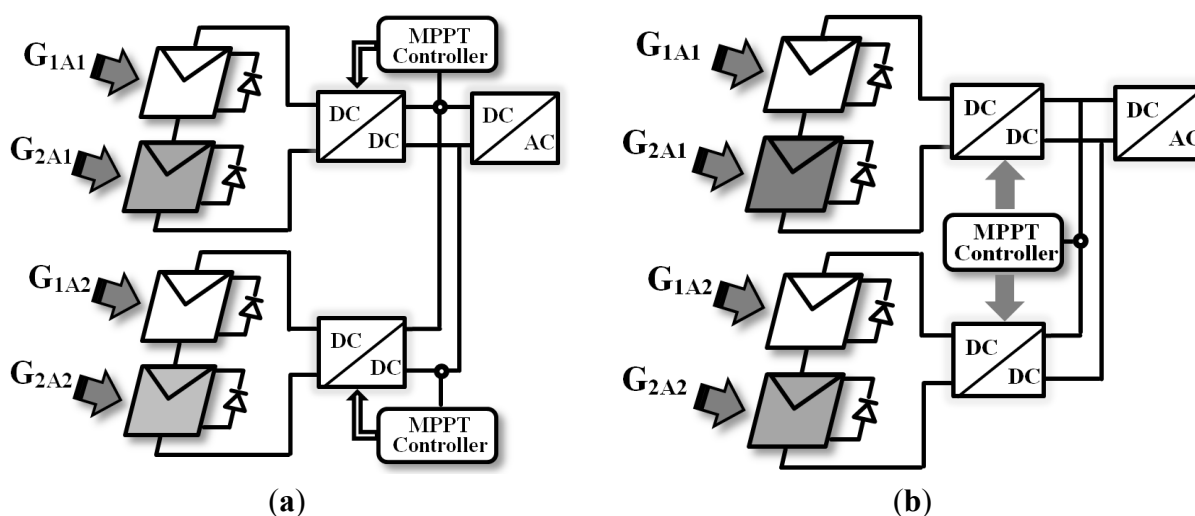 G1A1
MPPT
Controller
DC
DC
DC
AC
G2A1
G1A2
DC
DC
G2A2
MPPT
Controller
(a)
G1A1
DC
DC
DC
AC
G2A1
MPPT
Controller
G1A2
DC
DC
G2A2
(b)